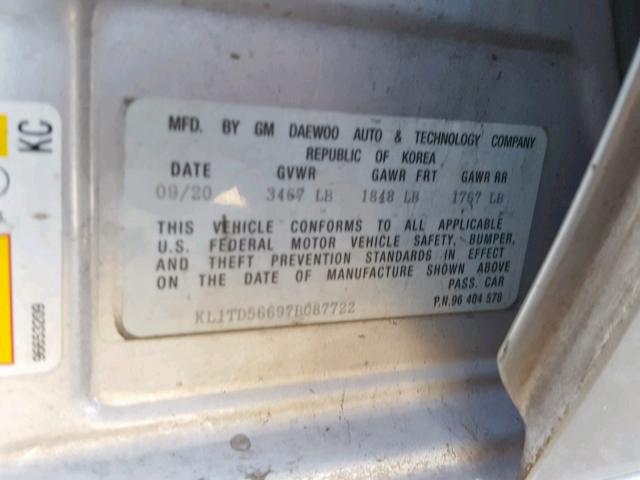 MFD. BY GM DAEWOO AUTO & TECHNOLOGY COMPANY
REPUBLIC OF KOREA
DATE GVWR GAWR FRT GAWR RR
09/20 3467 LB 1848 LB 1767 LB
THIS VEHICLE CONFORMS TO ALL APPLICABLE
U.S. FEDERAL MOTOR VEHICLE SAFETY, BUMPER,
AND THEFT PREVENTION STANDARDS IN EFFECT
ON THE DATE OF MANUFACTURE SHOWN ABOVE
PASS. CAR
KL1TD56697B087722
P.N.96 404 578
KC
96653209